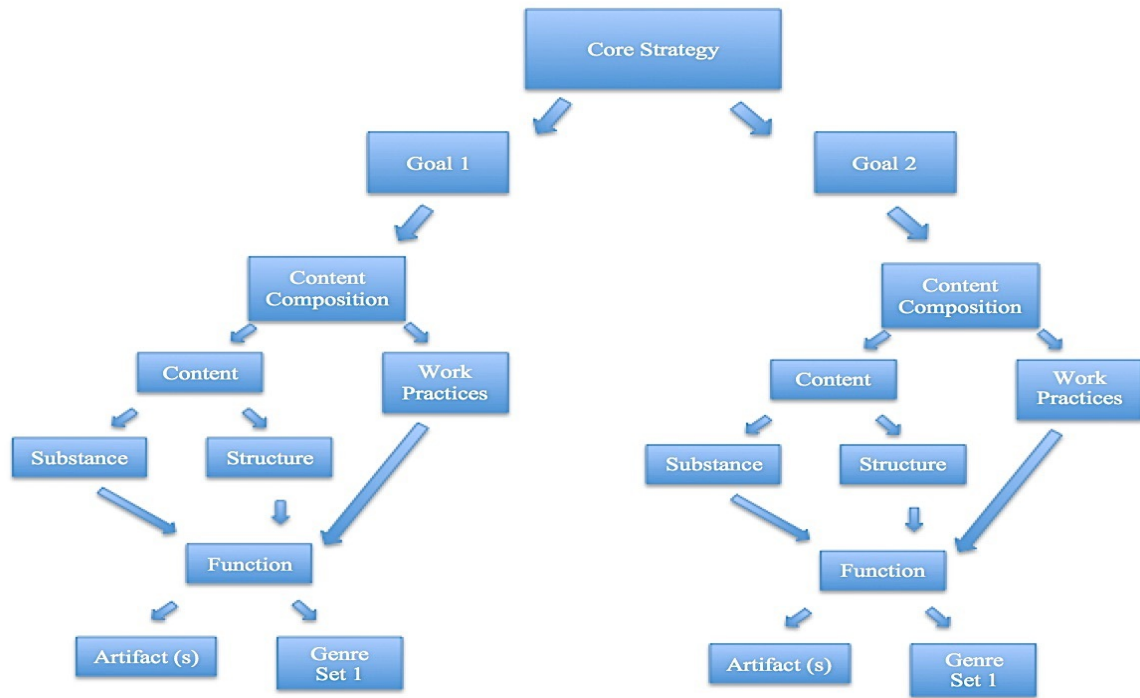 Core Strategy
Goal 1
Goal 2
Content
Composition
Content
Composition
Content
Work
Practices
Content
Work
Practices
Substance
Structure
Substance
Structure
Function
Function
Artifact (s)
Genre
Set 1
Artifact (s)
Genre
Set 1